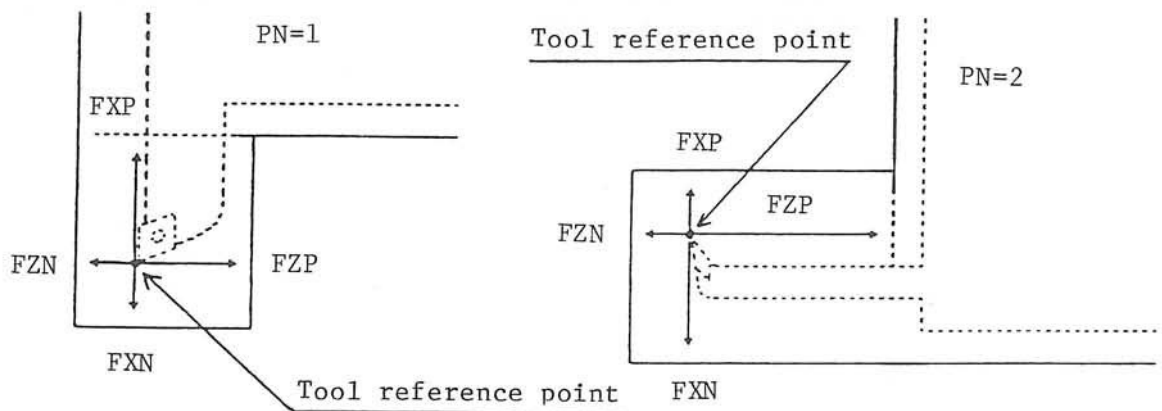 PN=1
FXP
FZN
FZP
FXN
Tool reference point
Tool reference point
PN=2
FXP
FZP
FZN
FXN